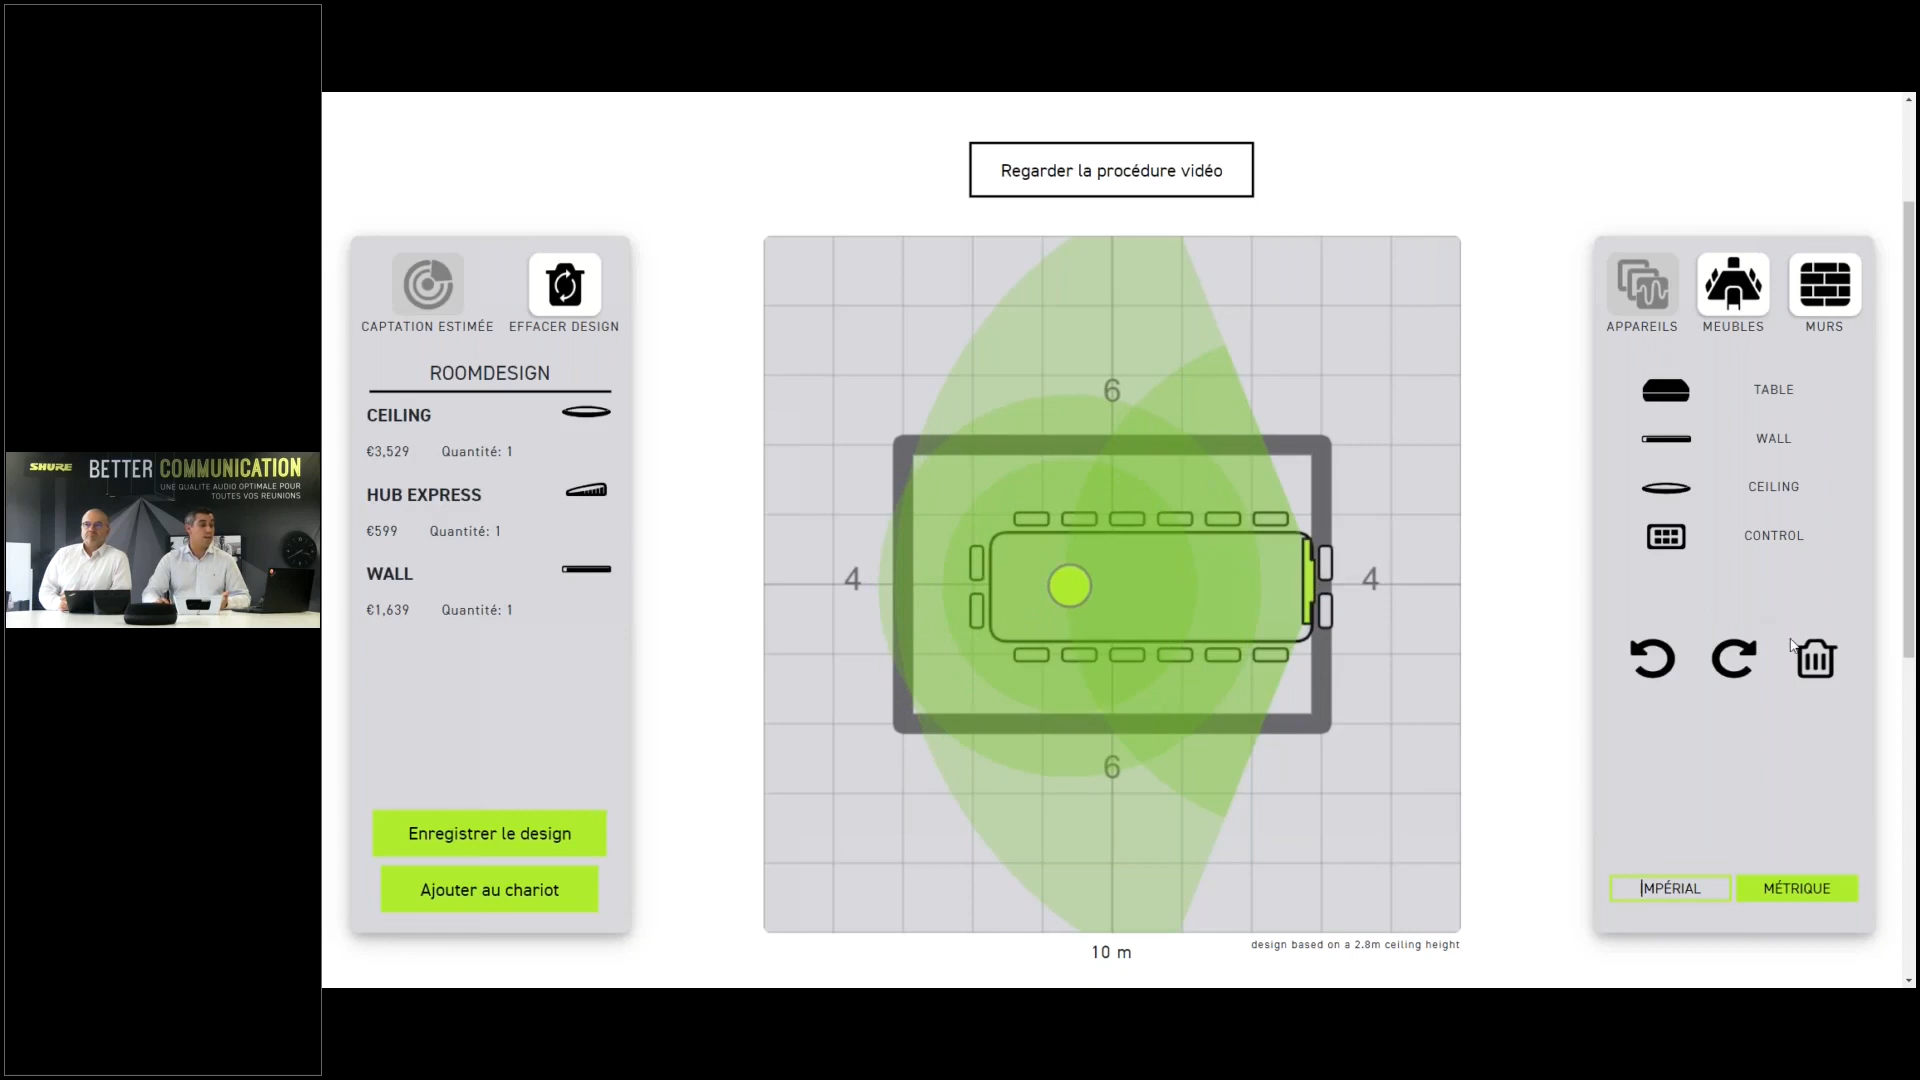 SHURE BETTER COMMUNICATION
UNE QUALITE AUDIO OPTIMALE POUR
TOUTES VOS REUNIONS
Regarder la procédure vidéo
CAPTATION ESTIMÉE
EFFACER DESIGN
ROOMDESIGN
CEILING
€3,529 Quantité: 1
HUB EXPRESS
€599 Quantité: 1
WALL
€1,639 Quantité: 1
Enregistrer le design
Ajouter au chariot
6
4
4
6
10 m
design based on a 2.8m ceiling height
APPAREILS
MEUBLES
MURS
TABLE
WALL
CEILING
CONTROL
IMPÉRIAL
MÉTRIQUE